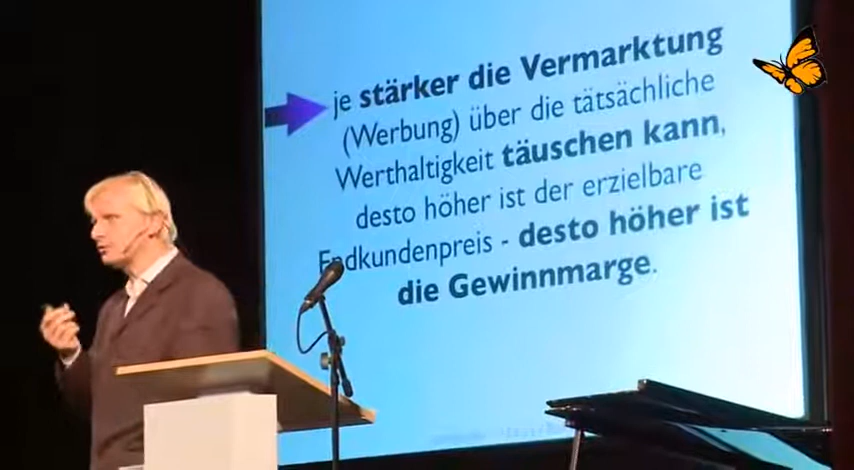 je stärker die Vermarktung
(Werbung) über die tätsächliche
Werthaltigkeit täuschen kann,
desto höher ist der erzielbare
Endkundenpreis - desto höher ist
die Gewinnmarge.